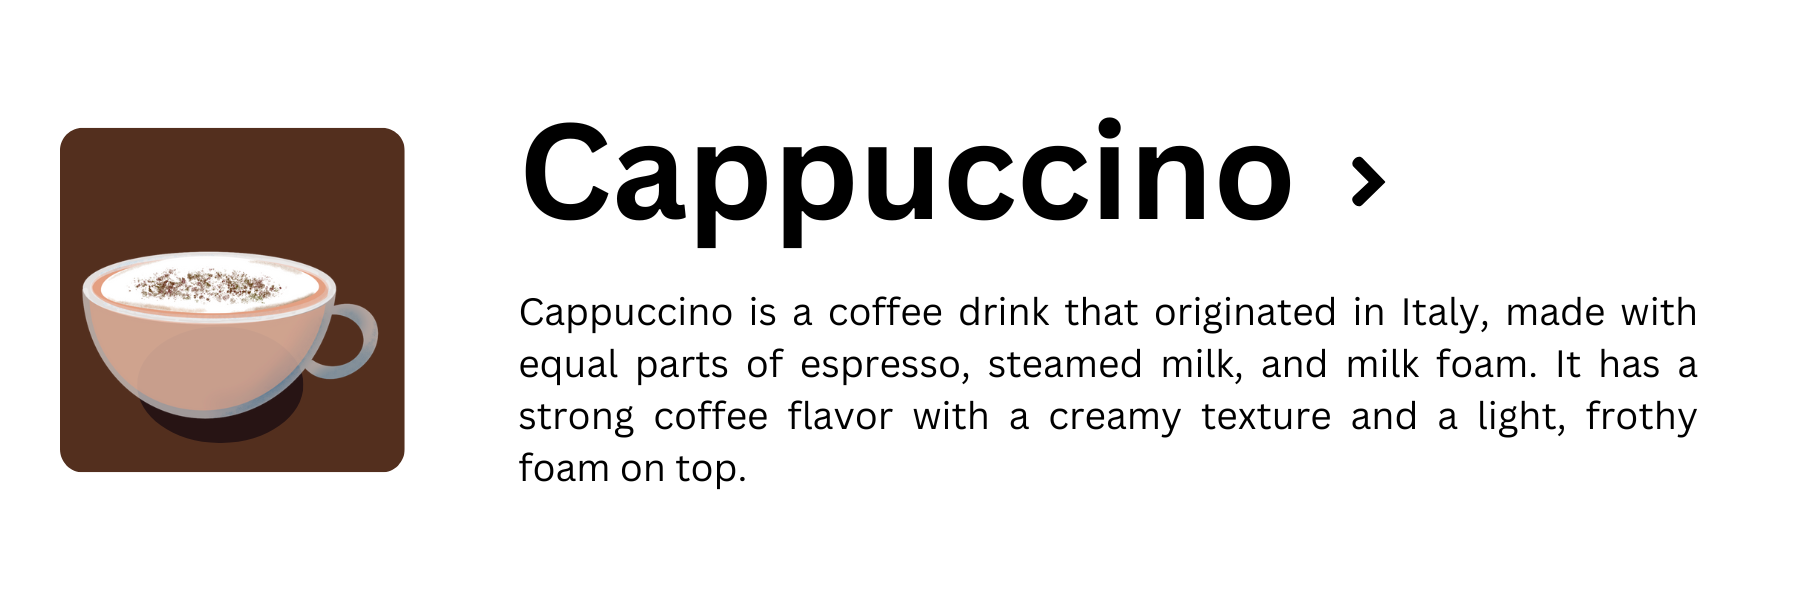 Cappuccino ›
Cappuccino is a coffee drink that originated in Italy, made with
equal parts of espresso, steamed milk, and milk foam. It has a
strong coffee flavor with a creamy texture and a light, frothy
foam on top.